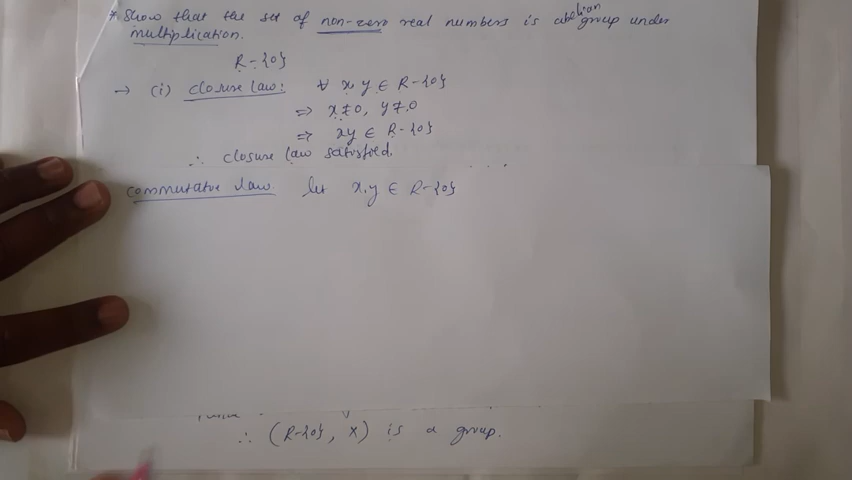 * Show that the set of non-zero real numbers is abelian group under
multiplication.
R-{0}
→ (i) closure law: ∀ x, y ∈ R-{0}
⇒ x≠0, y≠0
⇒ xy ∈ R-{0}
∴ closure law satisfied.
commutative law. let x, y ∈ R-{0}
∴ (R-{0}, x) is a group.